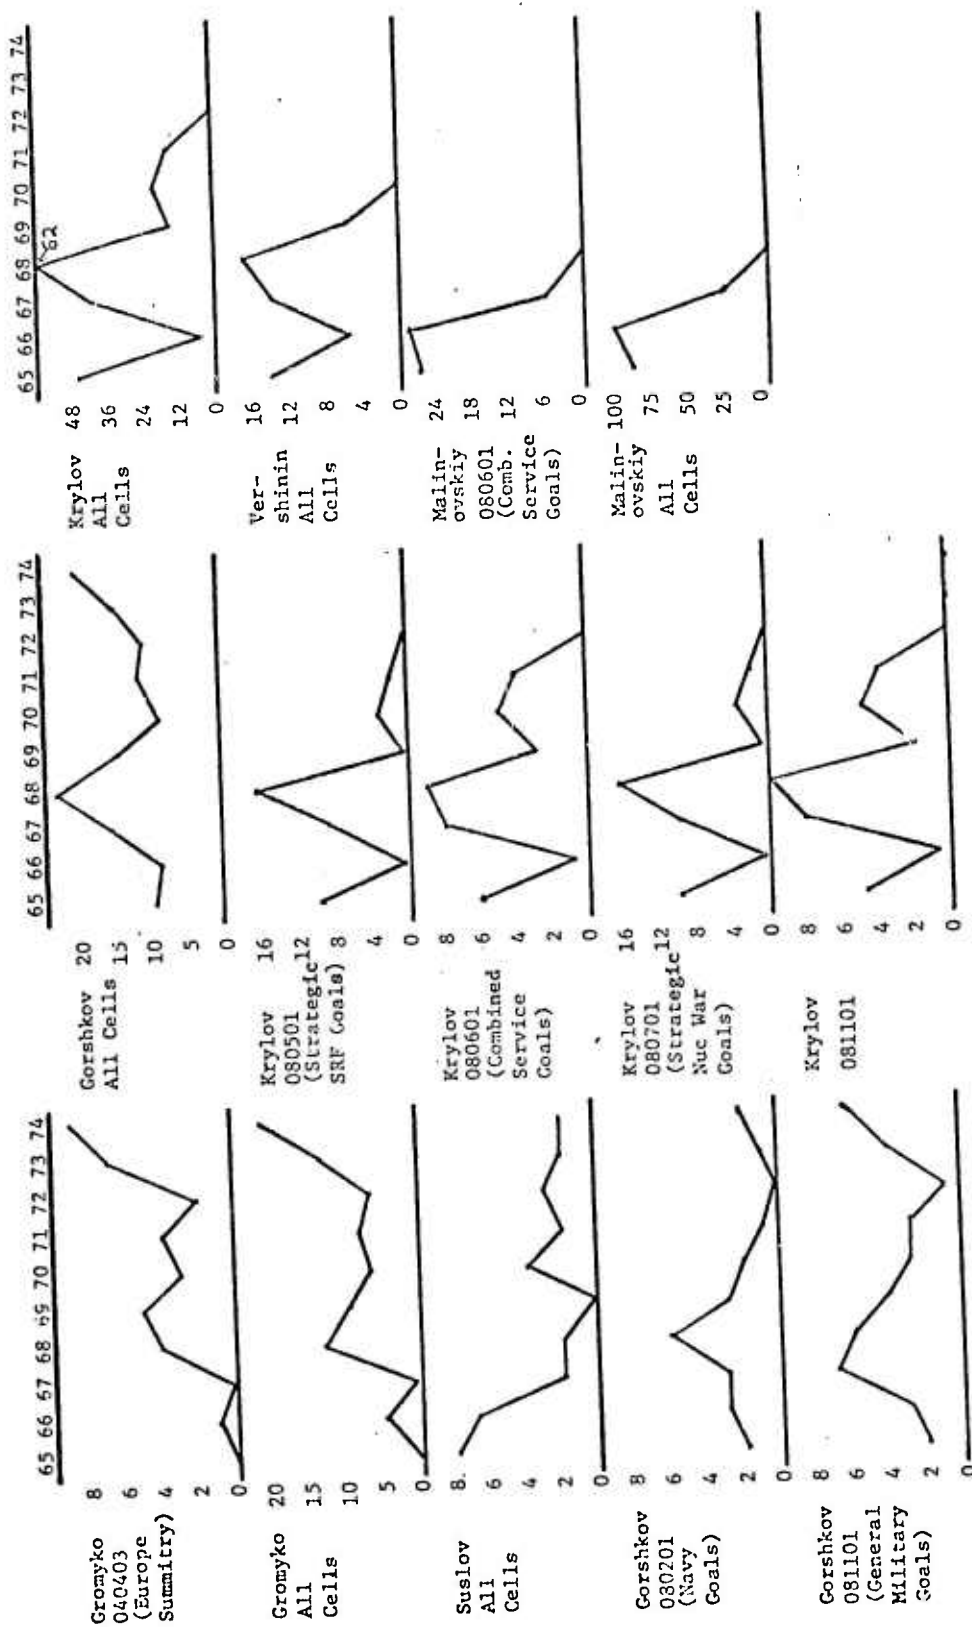 65 66 67 68 69 70 71 72 73 74
Gromyko
040403
(Europe
Summitry)
8
6
4
2
0
Gromyko
All
Cells
20
15
10
5
0
Suslov
All
Cells
8.
6
4
2
0
Gorshkov
080201
(Navy
Goals)
8
6
4
2
0
Gorshkov
081101
(General
Military
Goals)
8
6
4
2
0
65 66 67 68 69 70 71 72 73 74
Gorshkov
All Cells
20
15
10
5
0
Krylov
080501
(Strategic
SRF Goals)
16
12
8
4
0
Krylov
080601
(Combined
Service
Goals)
8
6
4
2
0
Krylov
080701
(Strategic
Nuc War
Goals)
16
12
8
4
0
Krylov
081101
8
6
4
2
0
65 66 67 68 69 70 71 72 73 74
62
Krylov
All
Cells
48
36
24
12
0
Ver-
shinin
All
Cells
16
12
8
4
0
Malin-
ovskiy
080601
(Comb.
Service
Goals)
24
18
12
6
0
Malin-
ovskiy
All
Cells
100
75
50
25
0